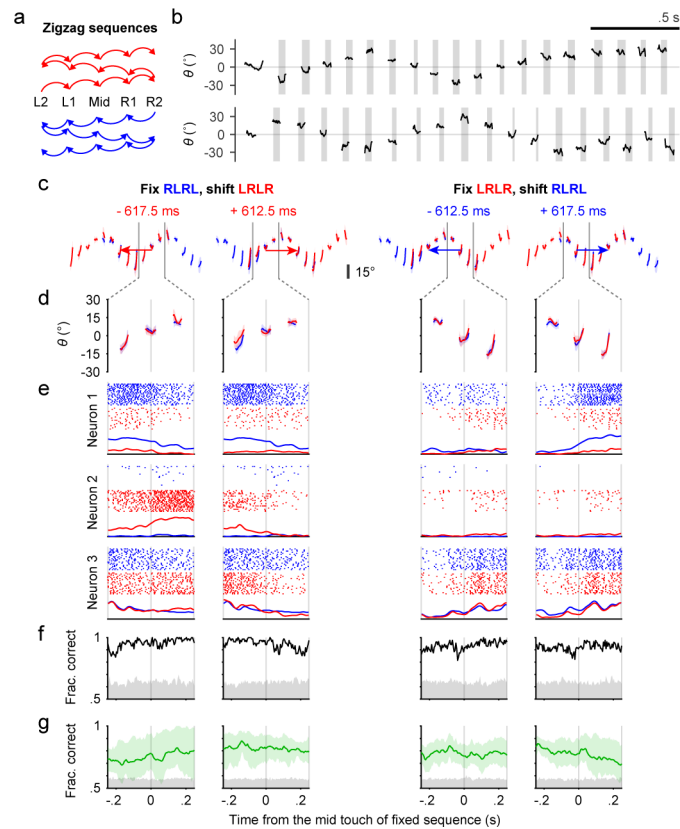 a
Zigzag sequences
L2 L1 Mid R1 R2
b
.5 s
θ (°)
30
0
-30
θ (°)
30
0
-30
c
Fix RLRL, shift LRLR
Fix LRLR, shift RLRL
- 617.5 ms
+ 612.5 ms
- 612.5 ms
+ 617.5 ms
15°
d
θ (°)
30
15
0
-15
-30
e
Neuron 1
Neuron 2
Neuron 3
f
Frac. correct
1
.5
g
Frac. correct
1
.5
-.2 0 .2
-.2 0 .2
-.2 0 .2
-.2 0 .2
Time from the mid touch of fixed sequence (s)